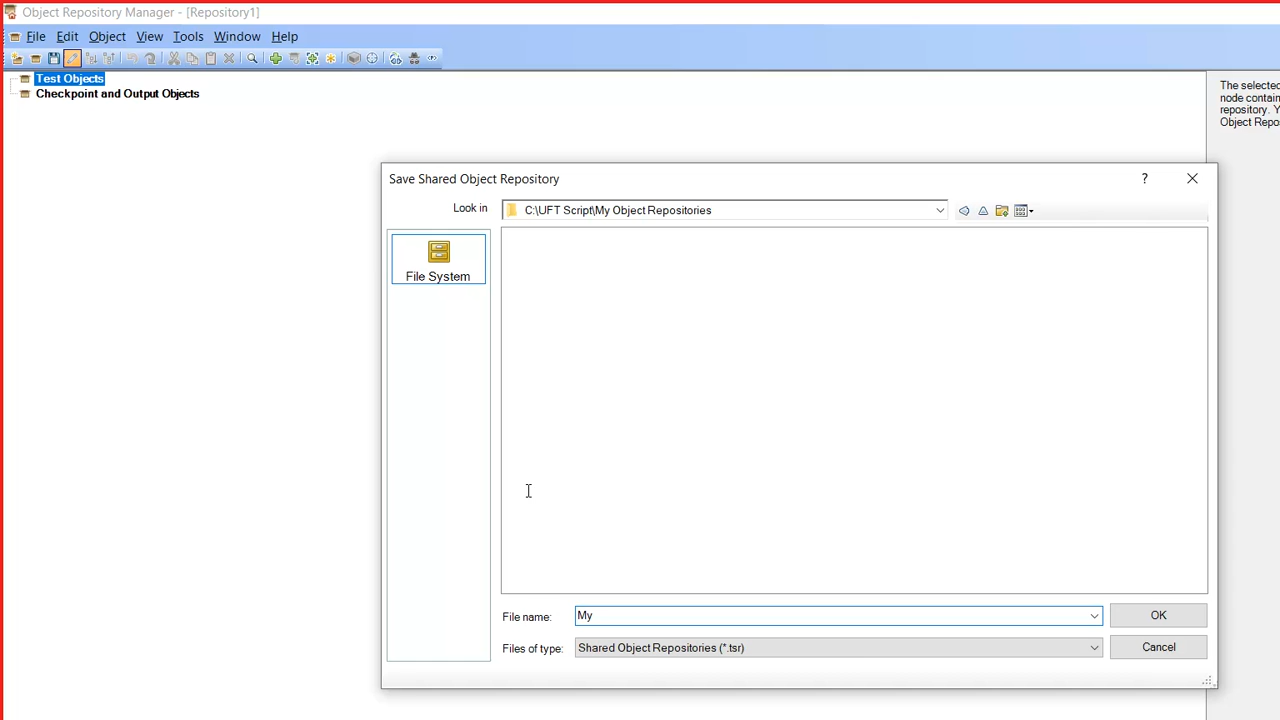 Object Repository Manager - [Repository1]
File Edit Object View Tools Window Help
Test Objects
Checkpoint and Output Objects
The selected
node contain
repository. Y
Object Repo
Save Shared Object Repository
?
Look in
C:\UFT Script\My Object Repositories
File System
File name:
My
OK
Files of type:
Shared Object Repositories (*.tsr)
Cancel